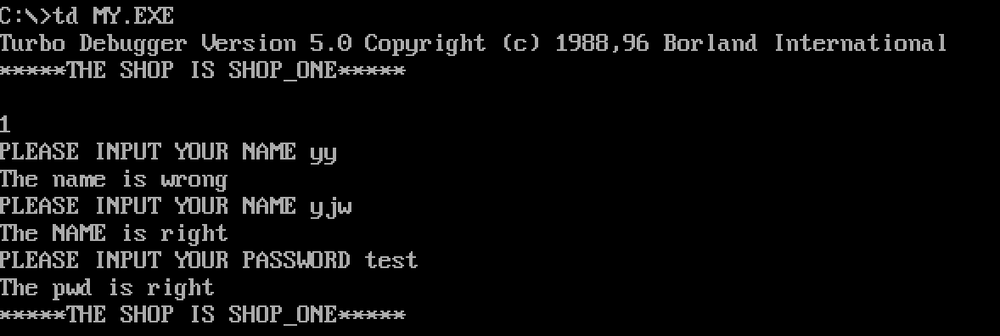 C:\>td MY.EXE
Turbo Debugger Version 5.0 Copyright (c) 1988,96 Borland International
*****THE SHOP IS SHOP_ONE*****
1
PLEASE INPUT YOUR NAME yy
The name is wrong
PLEASE INPUT YOUR NAME yjw
The NAME is right
PLEASE INPUT YOUR PASSWORD test
The pwd is right
*****THE SHOP IS SHOP_ONE*****